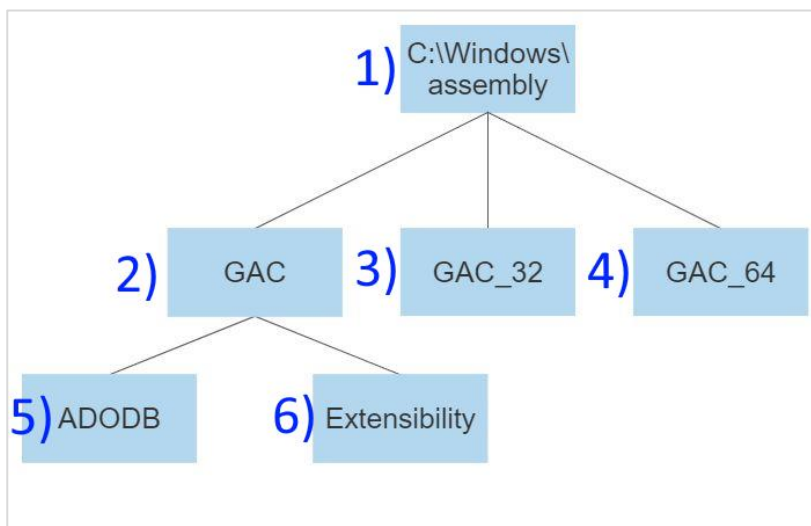 1) C:\Windows\
assembly
2) GAC
3) GAC_32
4) GAC_64
5) ADODB
6) Extensibility